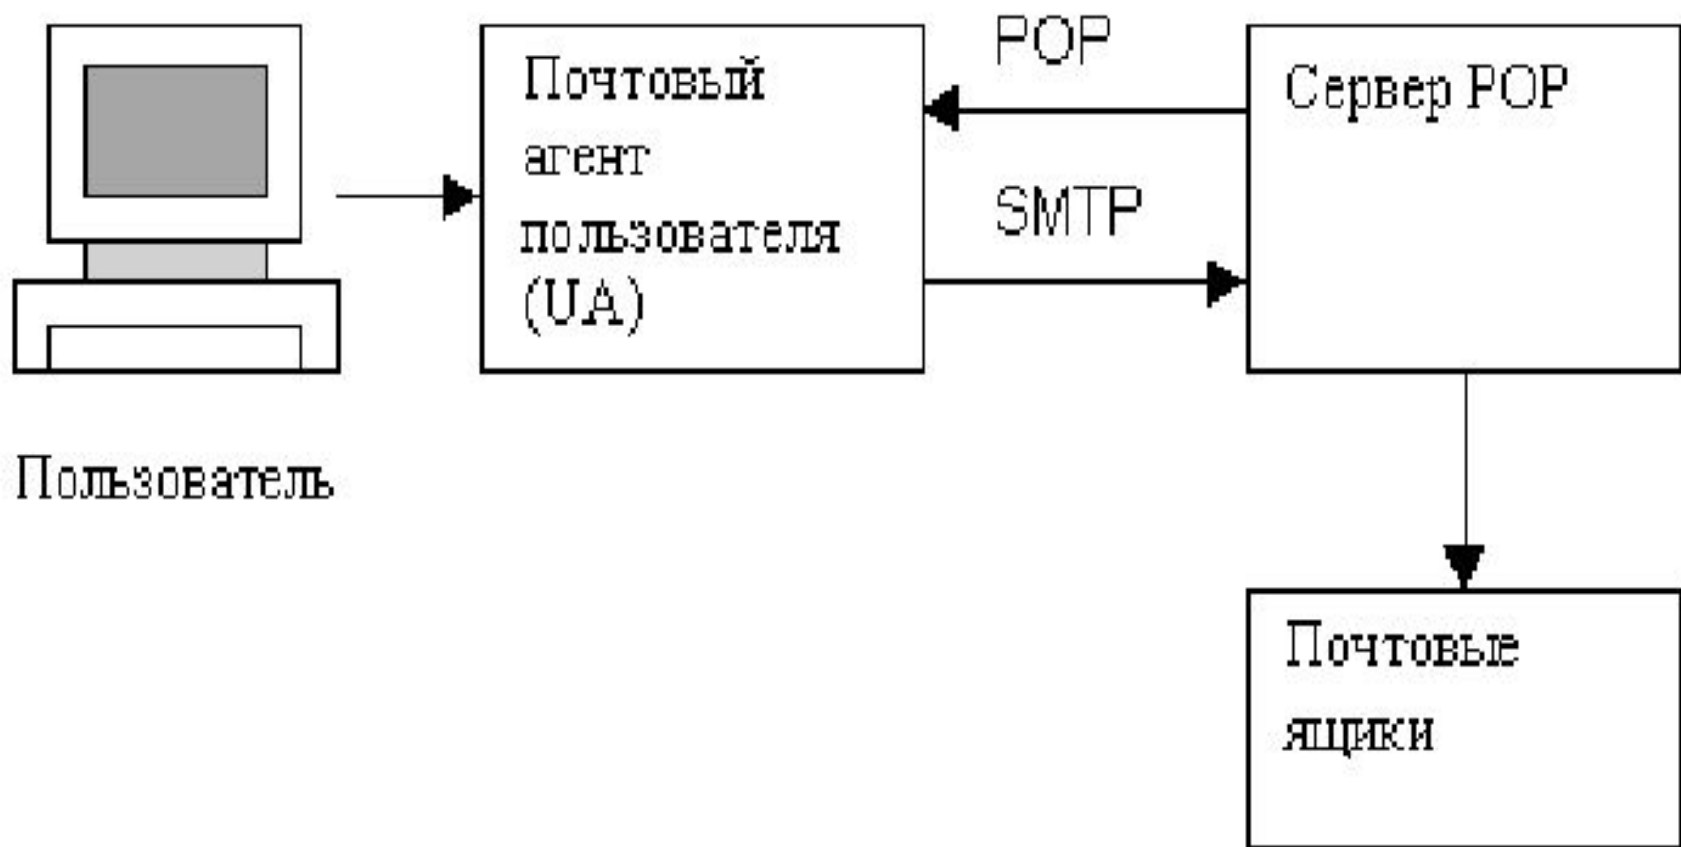 Почтовый
агент
пользователя
(UA)
POP
SMTP
Сервер POP
Пользователь
Почтовые
ящики